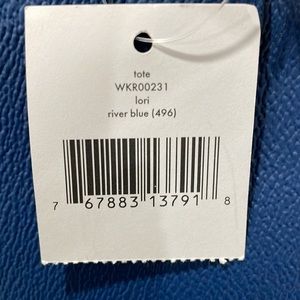 tote
WKR00231
lori
river blue (496)
7 67883 13791 8